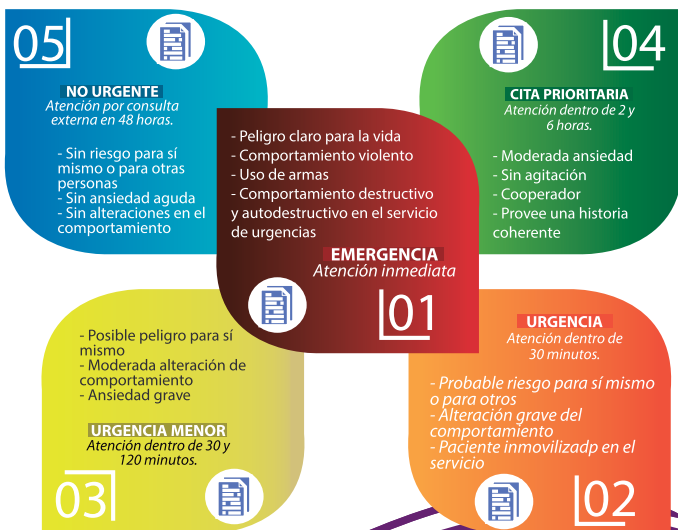 05
NO URGENTE
Atención por consulta
externa en 48 horas.
- Sin riesgo para sí
mismo o para otras
personas
- Sin ansiedad aguda
- Sin alteraciones en el
comportamiento
04
CITA PRIORITARIA
Atención dentro de 2 y
6 horas.
- Moderada ansiedad
- Sin agitación
- Cooperador
- Provee una historia
coherente
- Peligro claro para la vida
- Comportamiento violento
- Uso de armas
- Comportamiento destructivo
y autodestructivo en el servicio
de urgencias
EMERGENCIA
Atención inmediata
01
- Posible peligro para sí
mismo
- Moderada alteración de
comportamiento
- Ansiedad grave
URGENCIA MENOR
Atención dentro de 30 y
120 minutos.
03
URGENCIA
Atención dentro de
30 minutos.
- Probable riesgo para sí mismo
o para otros
- Alteración grave del
comportamiento
- Paciente inmovilizadp en el
servicio
02